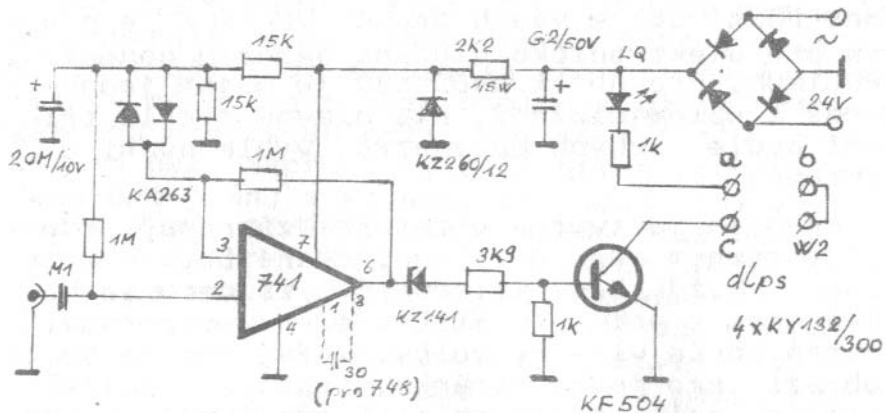 15K
2K2
G2/50V
LQ
~
15K
15W
1k
24V
20M/10V
KA263
1M
KZ260/12
a
b
1M
3
7
c
W2
M1
741
6
3K9
dlps
2
1
8
KZ141
1k
4xKY132/300
4
30
(pro 748)
KF504